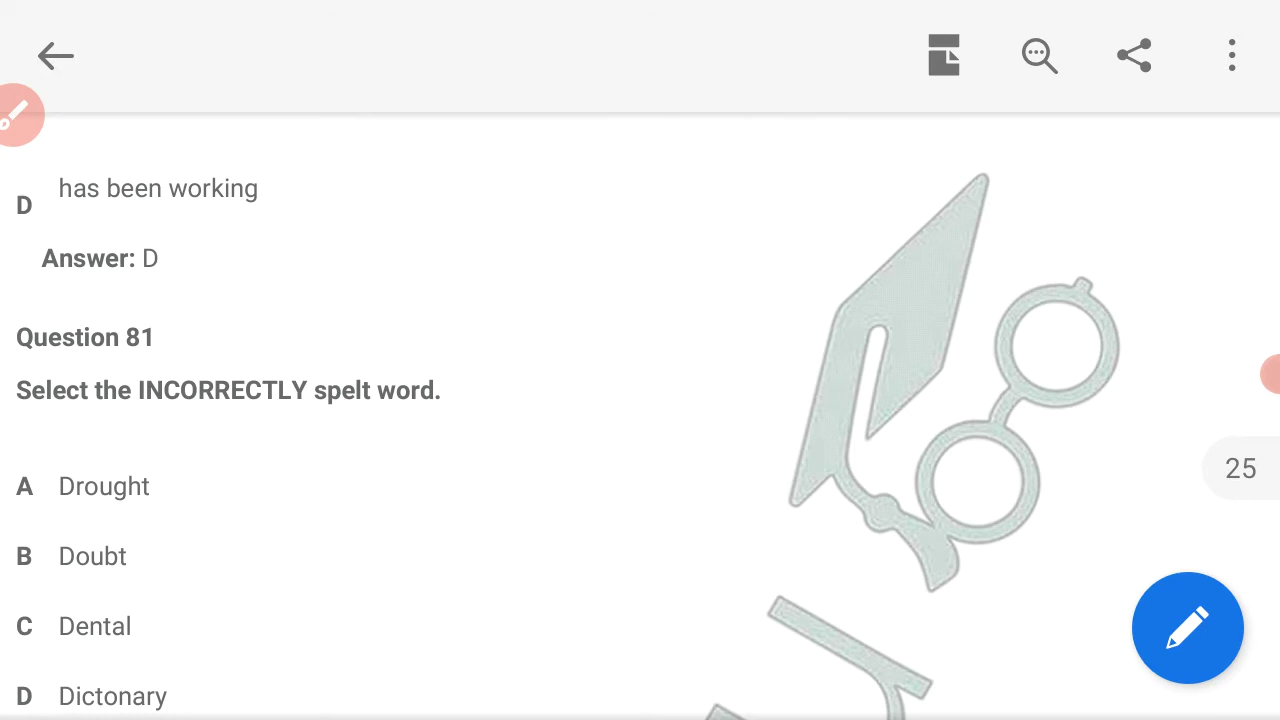 has been working
D
Answer: D
Question 81
Select the INCORRECTLY spelt word.
A Drought
25
B Doubt
C Dental
D Dictonary